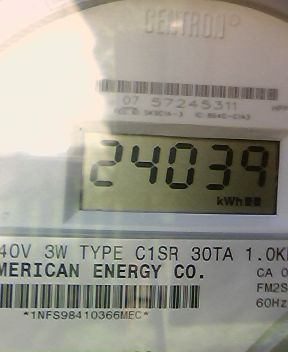 CENTRON®
07 57245311
24039
kWh
40V 3W TYPE C1SR 30TA 1.0K
MERICAN ENERGY CO.
CA 0
FM2S
60Hz
*1NFS98410366MEC*